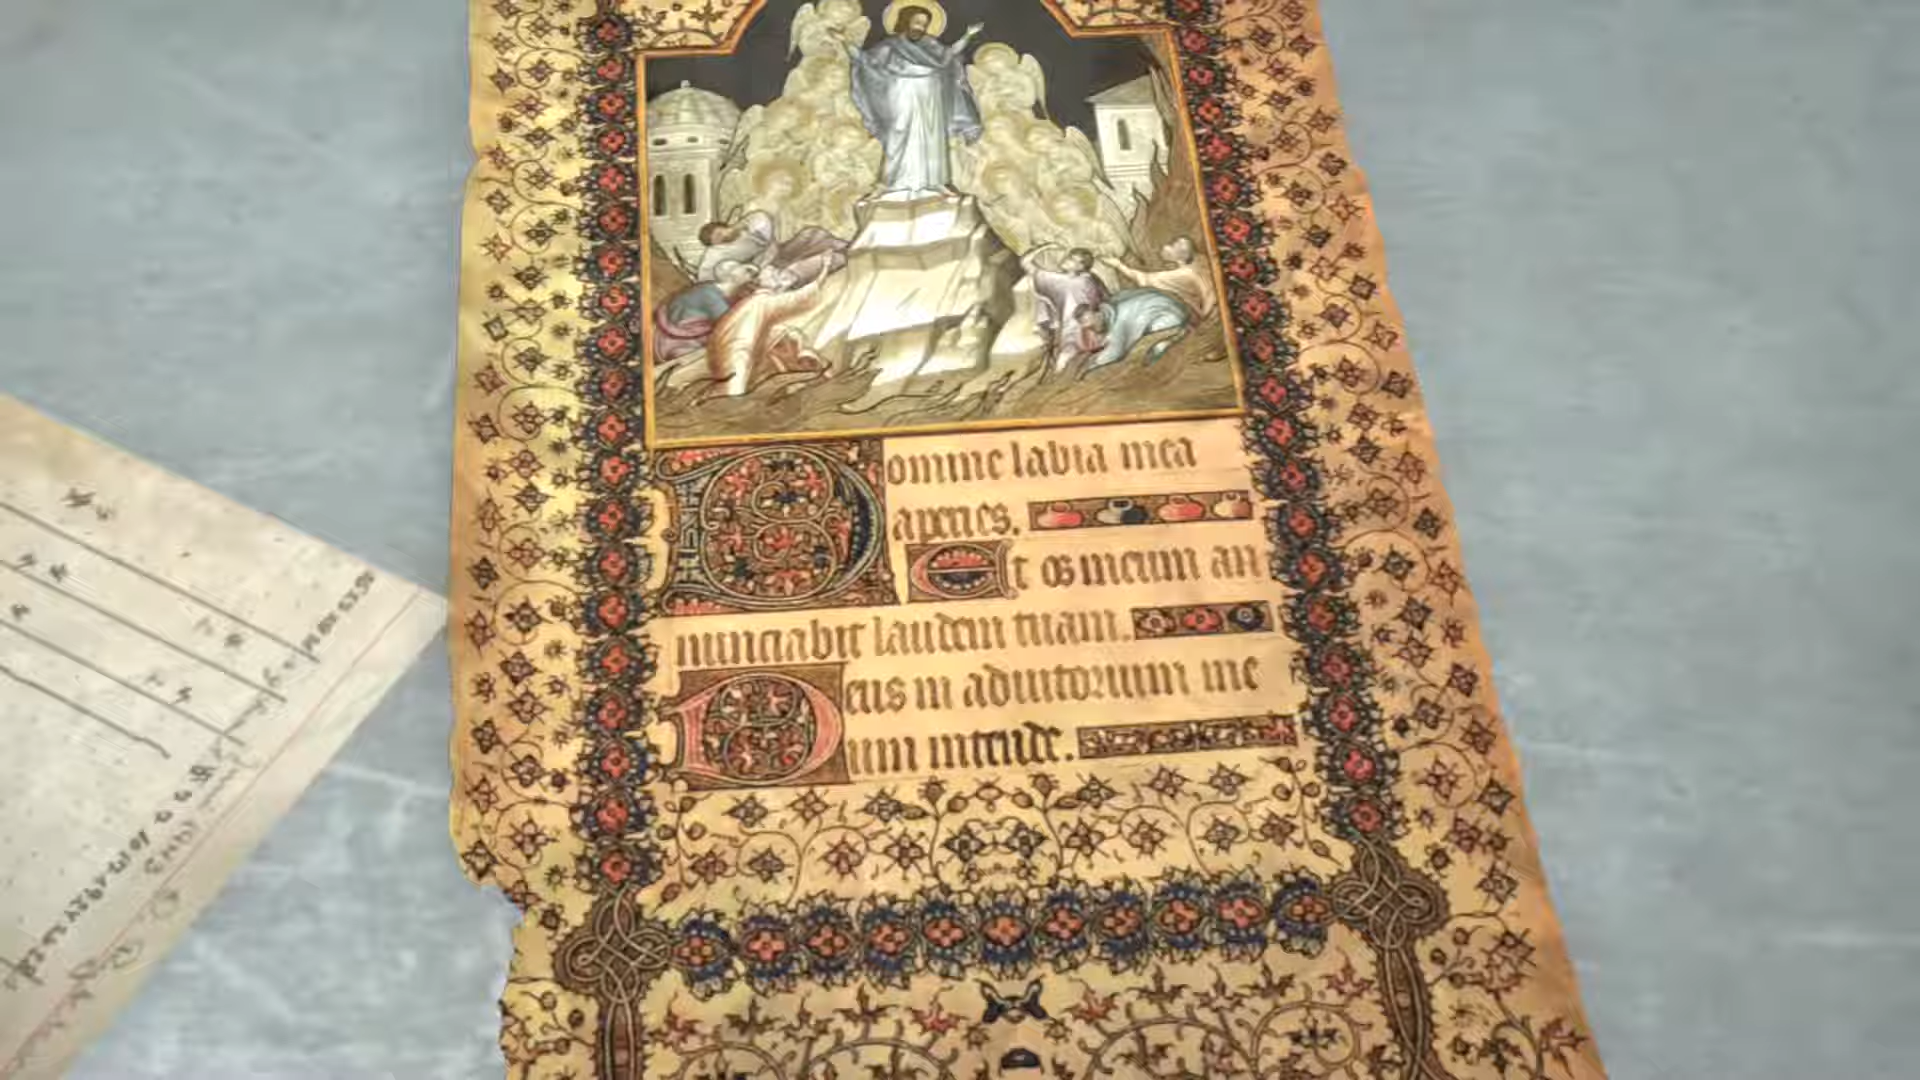 Domine labia mea
aperies.
Et os meum an
nunciabit laudem tuam.
Deus in adiutorium me
um intende.